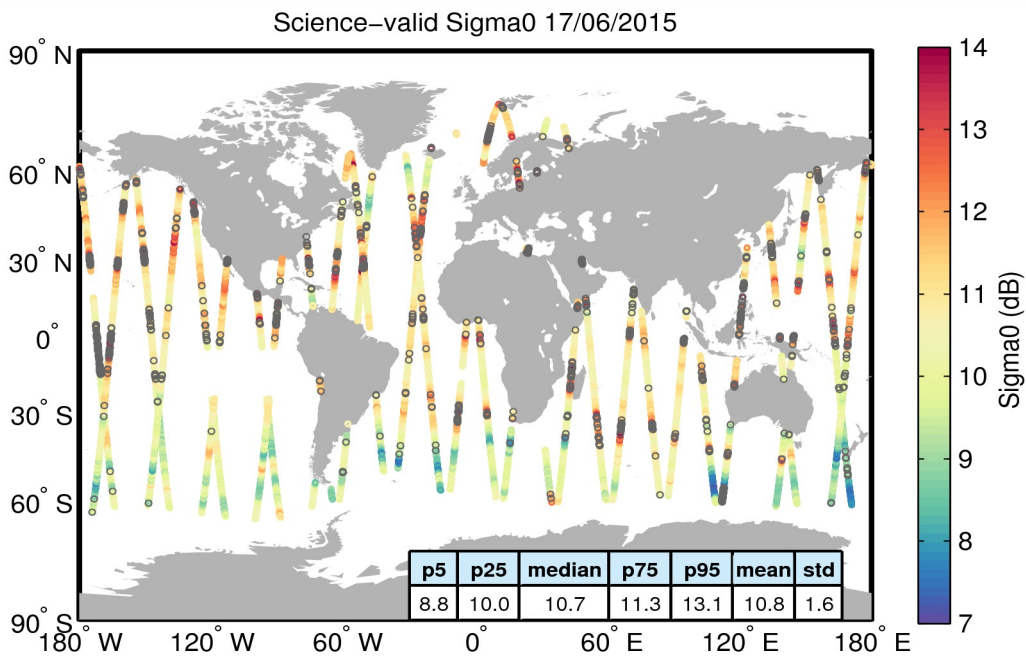 Science−valid Sigma0 17/06/2015
90° N
60° N
30° N
0°
30° S
60° S
90° S
180° W
120° W
60° W
0°
60° E
120° E
180° E
p5 p25 median p75 p95 mean std
8.8 10.0 10.7 11.3 13.1 10.8 1.6
14
13
12
11
10
9
8
7
Sigma0 (dB)